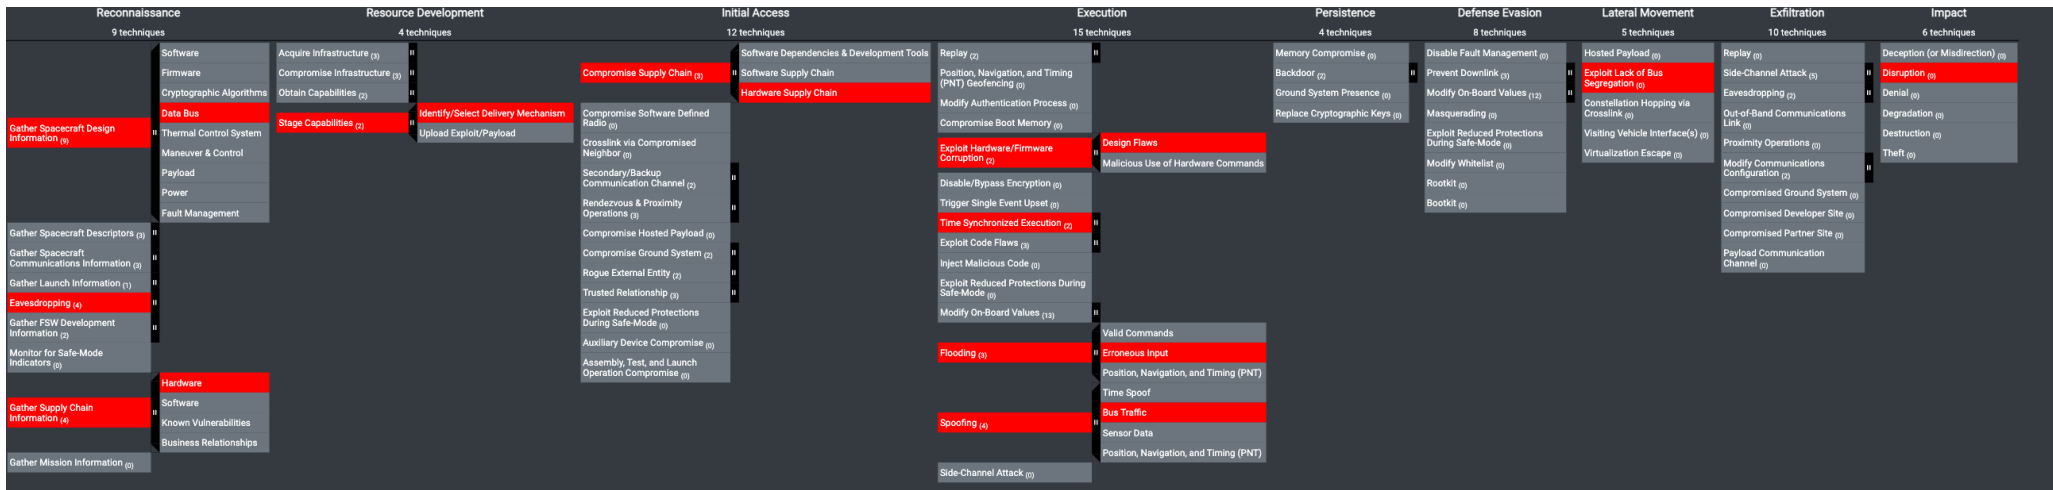 Reconnaissance
9 techniques
Gather Spacecraft Design
Information (9)
Software
Firmware
Cryptographic Algorithms
Data Bus
Thermal Control System
Maneuver & Control
Payload
Power
Fault Management
Gather Spacecraft Descriptors (3)
Gather Spacecraft
Communications Information (3)
Gather Launch Information (1)
Eavesdropping (4)
Gather FSW Development
Information (2)
Monitor for Safe-Mode
Indicators (0)
Gather Supply Chain
Information (4)
Hardware
Software
Known Vulnerabilities
Business Relationships
Gather Mission Information (0)
Resource Development
4 techniques
Acquire Infrastructure (3)
Compromise Infrastructure (3)
Obtain Capabilities (2)
Stage Capabilities (2)
Identify/Select Delivery Mechanism
Upload Exploit/Payload
Initial Access
12 techniques
Compromise Supply Chain (3)
Software Dependencies & Development Tools
Software Supply Chain
Hardware Supply Chain
Compromise Software Defined
Radio (0)
Crosslink via Compromised
Neighbor (0)
Secondary/Backup
Communication Channel (2)
Rendezvous & Proximity
Operations (3)
Compromise Hosted Payload (0)
Compromise Ground System (2)
Rogue External Entity (2)
Trusted Relationship (3)
Exploit Reduced Protections
During Safe-Mode (0)
Auxiliary Device Compromise (0)
Assembly, Test, and Launch
Operation Compromise (0)
Execution
15 techniques
Replay (2)
Position, Navigation, and Timing
(PNT) Geofencing (0)
Modify Authentication Process (0)
Compromise Boot Memory (0)
Exploit Hardware/Firmware
Corruption (2)
Design Flaws
Malicious Use of Hardware Commands
Disable/Bypass Encryption (0)
Trigger Single Event Upset (0)
Time Synchronized Execution (2)
Exploit Code Flaws (3)
Inject Malicious Code (0)
Exploit Reduced Protections During
Safe-Mode (0)
Modify On-Board Values (13)
Flooding (3)
Valid Commands
Erroneous Input
Position, Navigation, and Timing (PNT)
Spoofing (4)
Time Spoof
Bus Traffic
Sensor Data
Position, Navigation, and Timing (PNT)
Side-Channel Attack (0)
Persistence
4 techniques
Memory Compromise (0)
Backdoor (2)
Ground System Presence (0)
Replace Cryptographic Keys (0)
Defense Evasion
8 techniques
Disable Fault Management (0)
Prevent Downlink (3)
Modify On-Board Values (12)
Masquerading (0)
Exploit Reduced Protections
During Safe-Mode (0)
Modify Whitelist (0)
Rootkit (0)
Bootkit (0)
Lateral Movement
5 techniques
Hosted Payload (0)
Exploit Lack of Bus
Segregation (0)
Constellation Hopping via
Crosslink (0)
Visiting Vehicle Interface(s) (0)
Virtualization Escape (0)
Exfiltration
10 techniques
Replay (0)
Side-Channel Attack (5)
Eavesdropping (2)
Out-of-Band Communications
Link (0)
Proximity Operations (0)
Modify Communications
Configuration (2)
Compromised Ground System (0)
Compromised Developer Site (0)
Compromised Partner Site (0)
Payload Communication
Channel (0)
Impact
6 techniques
Deception (or Misdirection) (0)
Disruption (0)
Denial (0)
Degradation (0)
Destruction (0)
Theft (0)